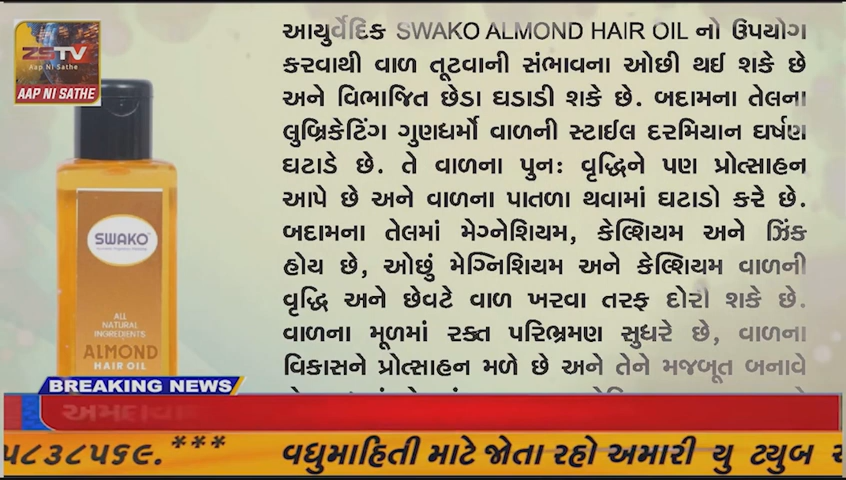 ZSTV
Aap Ni Sathe
AAP NI SATHE
આયુર્વેદિક SWAKO ALMOND HAIR OIL નો ઉપયોગ
કરવાથી વાળ તૂટવાની સંભાવના ઓછી થઈ શકે છે
અને વિભાજિત છેડા ઘડાડી શકે છે. બદામના તેલના
લુબ્રિકેટિંગ ગુણધર્મો વાળની સ્ટાઈલ દરમિયાન ઘર્ષણ
ઘટાડે છે. તે વાળના પુનઃ વૃદ્ધિને પણ પ્રોત્સાહન
આપે છે અને વાળના પાતળા થવામાં ઘટાડો કરે છે.
બદામના તેલમાં મેગ્નેશિયમ, કેલ્શિયમ અને ઝિંક
હોય છે, ઓછું મેગ્નિશિયમ અને કેલ્શિયમ વાળની
વૃદ્ધિ અને છેવટે વાળ ખરવા તરફ દોરી શકે છે.
વાળના મૂળમાં રક્ત પરિભ્રમણ સુધરે છે, વાળના
વિકાસને પ્રોત્સાહન મળે છે અને તેને મજબૂત બનાવે
SWAKO
ALL
NATURAL
INGREDIENTS
ALMOND
HAIR OIL
BREAKING NEWS
અમદાવાદ
૫૮૩૮૫૬૯.*** વધુમાહિતી માટે જોતા રહો અમારી યુ ટ્યુબ